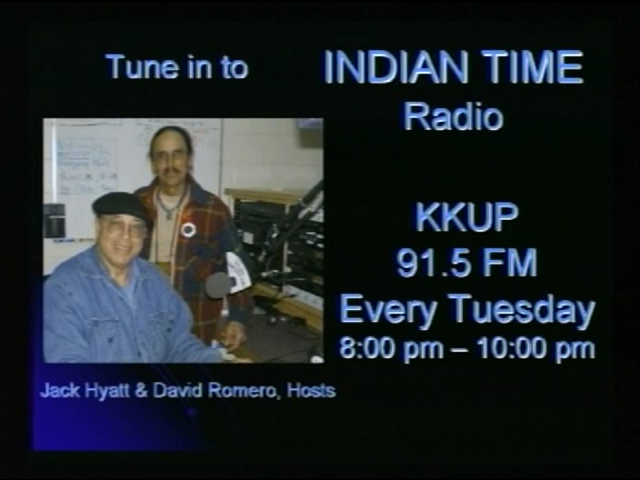 Tune in to
INDIAN TIME
Radio
KKUP
91.5 FM
Every Tuesday
8:00 pm – 10:00 pm
Jack Hyatt & David Romero, Hosts